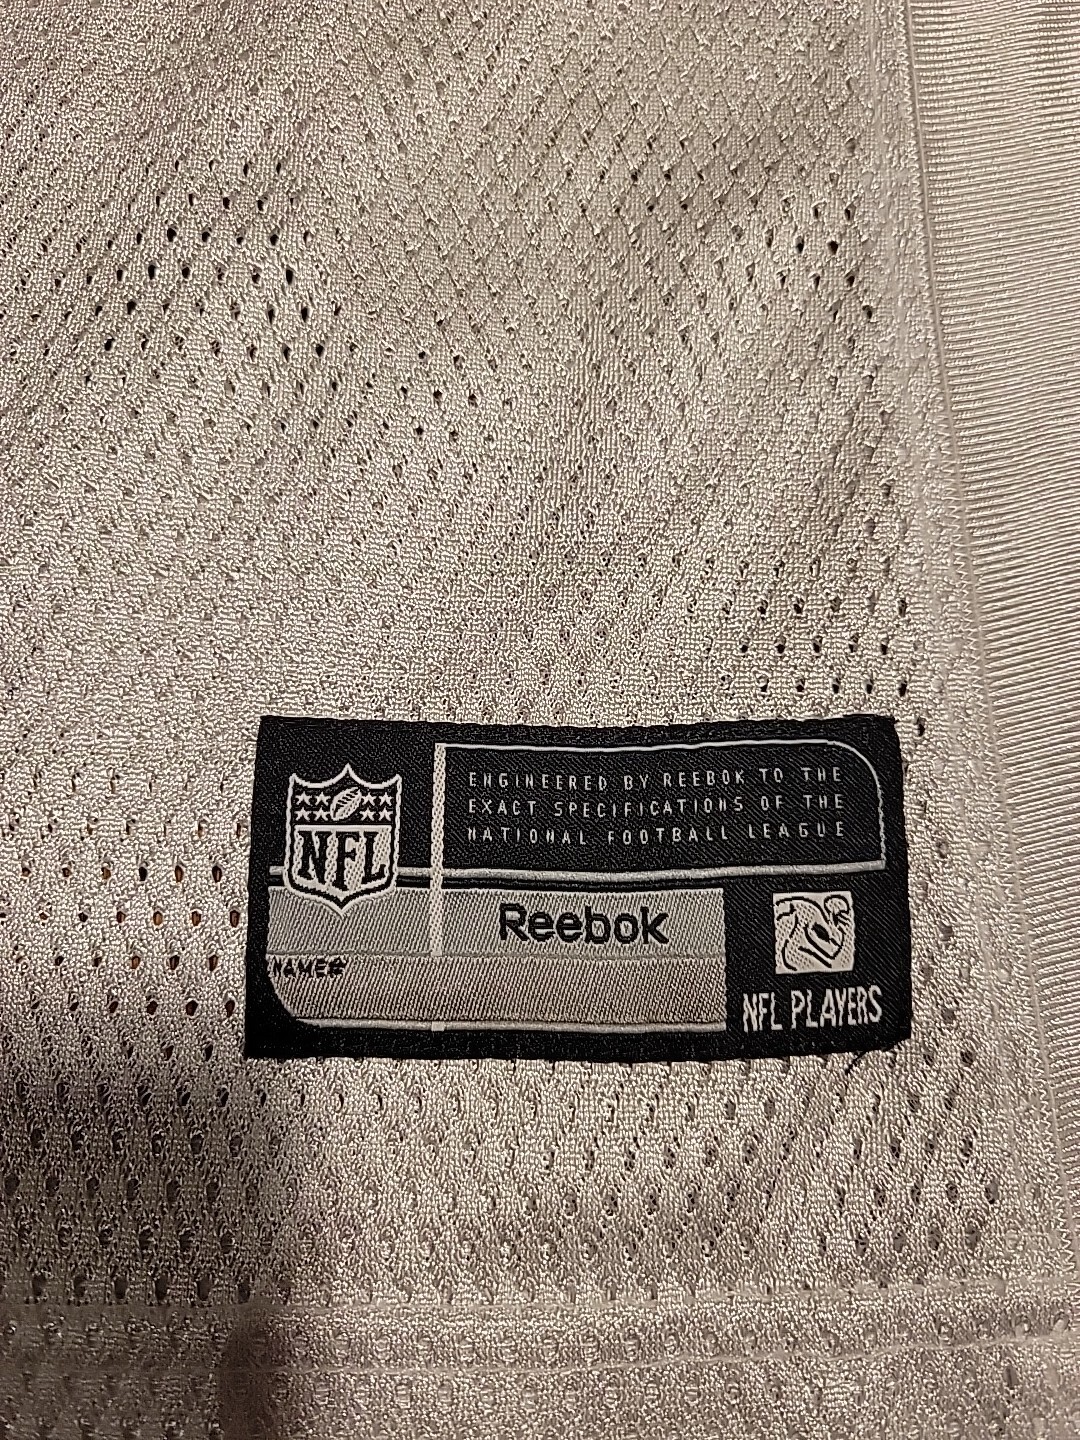 NFL
ENGINEERED BY REEBOK TO THE
EXACT SPECIFICATIONS OF THE
NATIONAL FOOTBALL LEAGUE
Reebok
NAME#
NFL PLAYERS